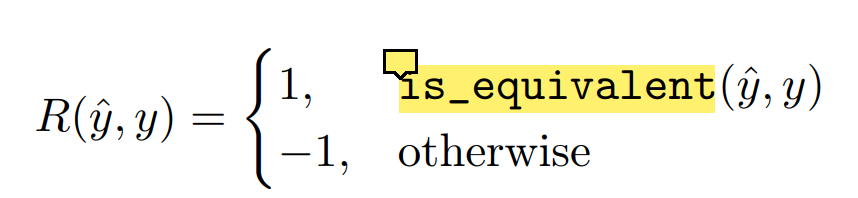 R(ŷ, y) = { 1, is_equivalent(ŷ, y)
−1, otherwise